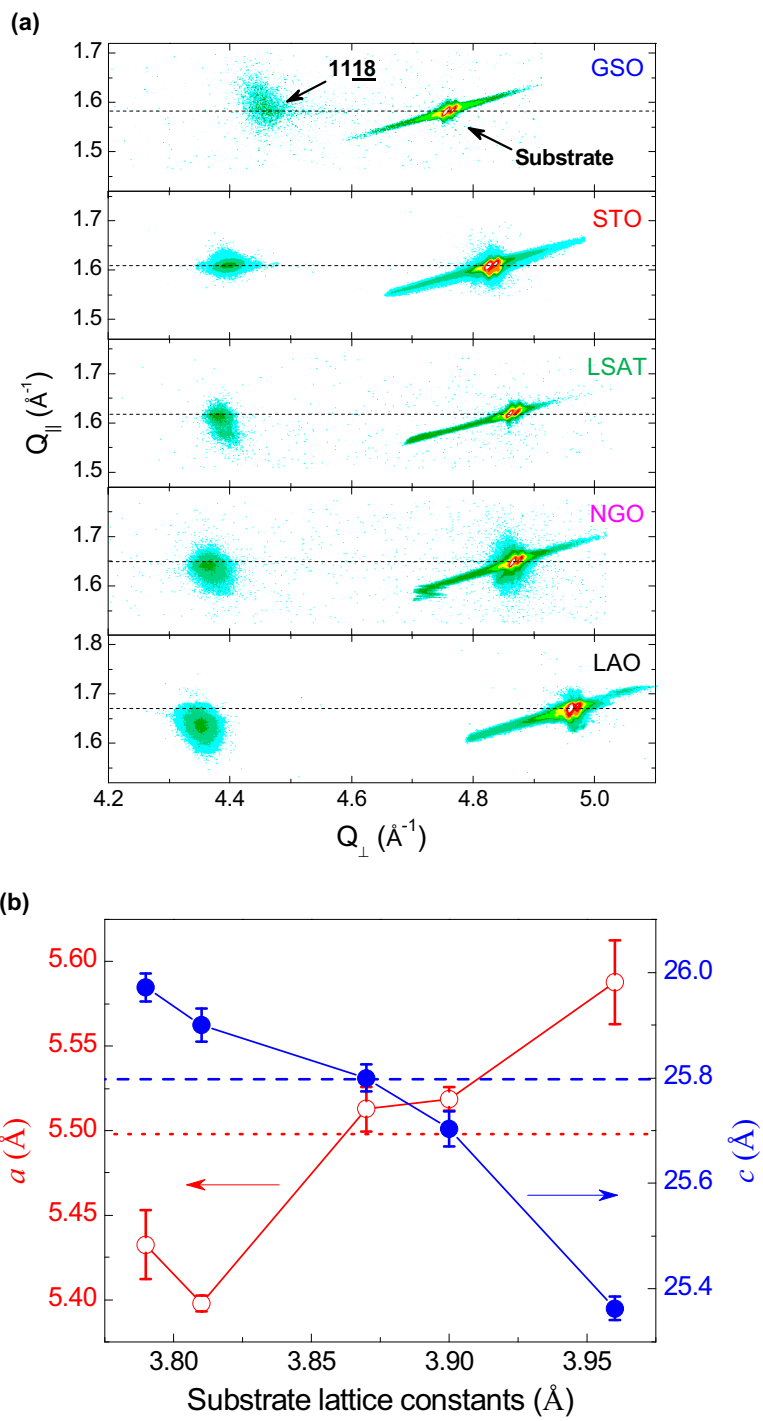 (a)
GSO
1118
Substrate
1.7
1.6
1.5
STO
1.7
1.6
1.5
LSAT
1.7
1.6
1.5
NGO
1.7
1.6
LAO
1.8
1.7
1.6
4.2 4.4 4.6 4.8 5.0
Q∥ (Å⁻¹)
Q⊥ (Å⁻¹)
(b)
5.60
5.55
5.50
5.45
5.40
a (Å)
26.0
25.8
25.6
25.4
c (Å)
3.80 3.85 3.90 3.95
Substrate lattice constants (Å)